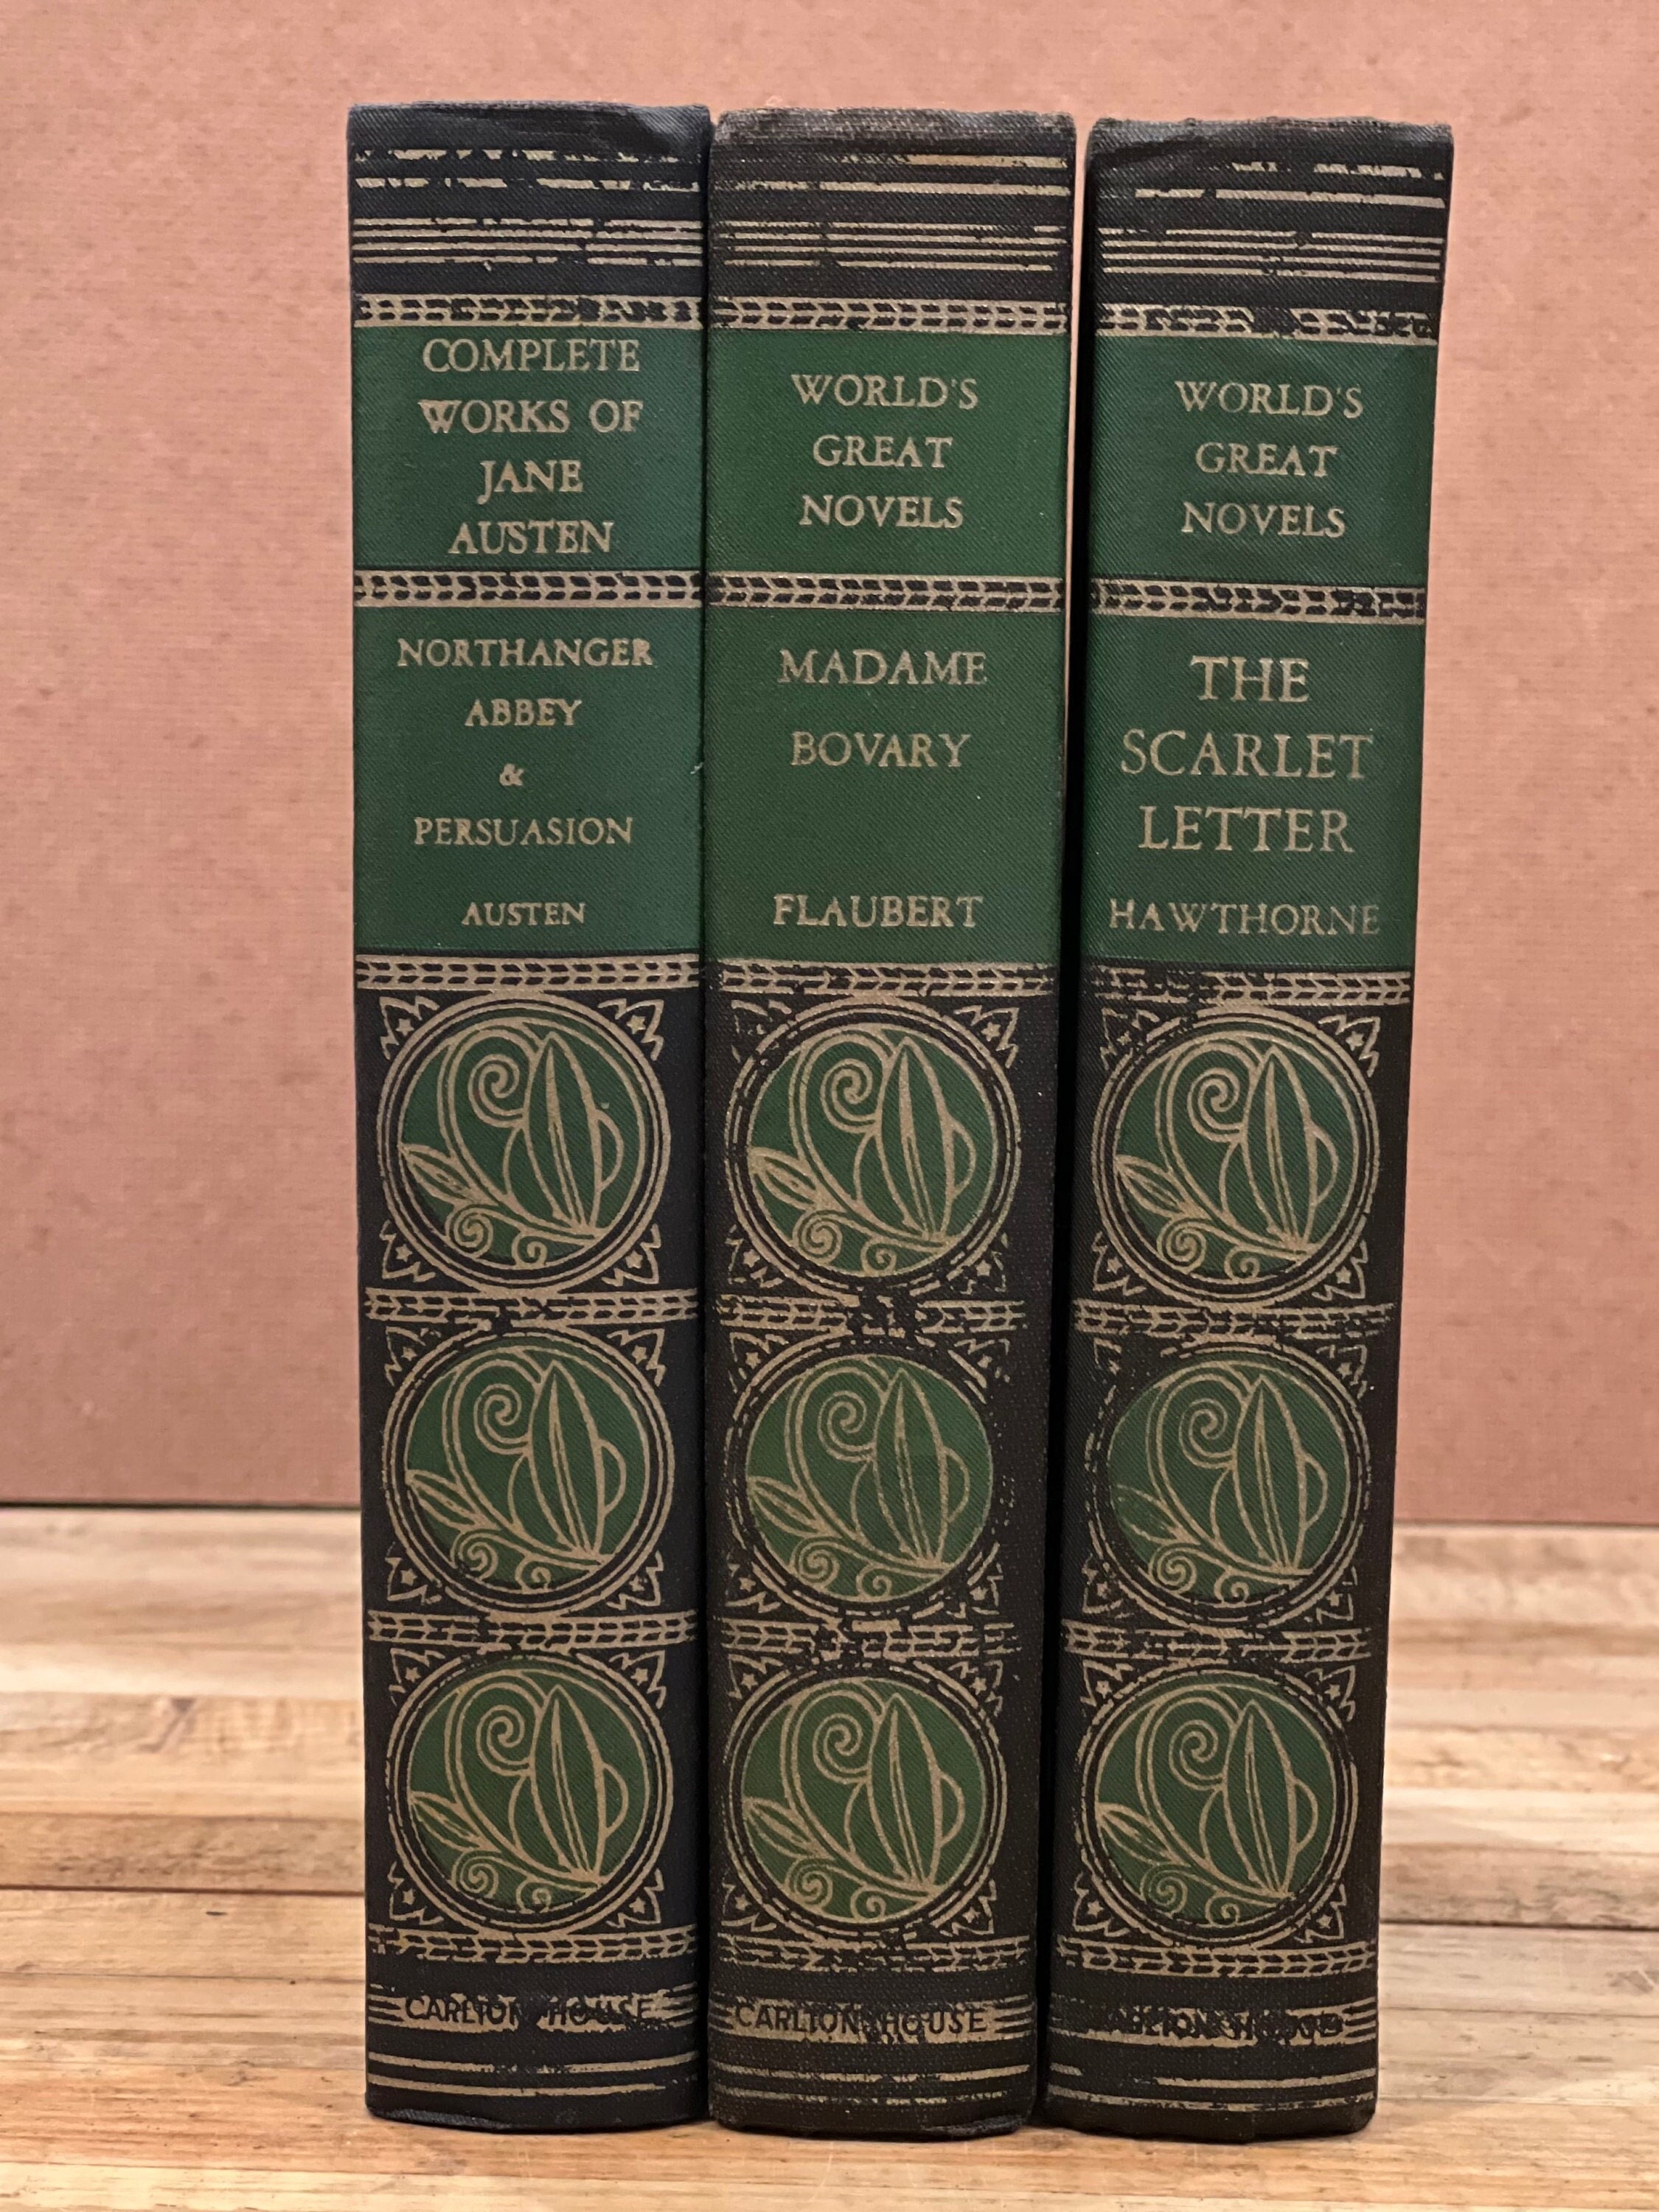 COMPLETE
WORKS OF
JANE
AUSTEN
NORTHANGER
ABBEY
&
PERSUASION
AUSTEN
CARLTON HOUSE
WORLD'S
GREAT
NOVELS
MADAME
BOVARY
FLAUBERT
CARLTON HOUSE
WORLD'S
GREAT
NOVELS
THE
SCARLET
LETTER
HAWTHORNE